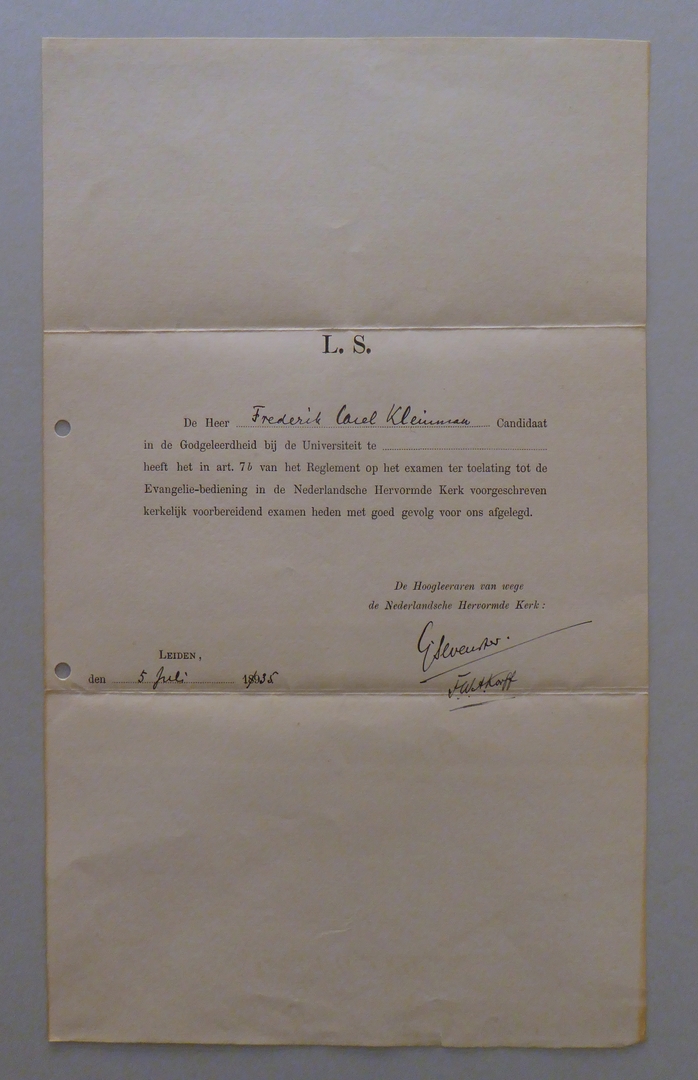 L. S.
De Heer Frederik Carel Kleinman Candidaat
in de Godgeleerdheid bij de Universiteit te
heeft het in art. 7b van het Reglement op het examen ter toelating tot de
Evangelie-bediening in de Nederlandsche Hervormde Kerk voorgeschreven
kerkelijk voorbereidend examen heden met goed gevolg voor ons afgelegd.
De Hoogleeraren van wege
de Nederlandsche Hervormde Kerk:
GSevenster.
Leiden,
den 5 Juli 1935
F.W.A.Korff